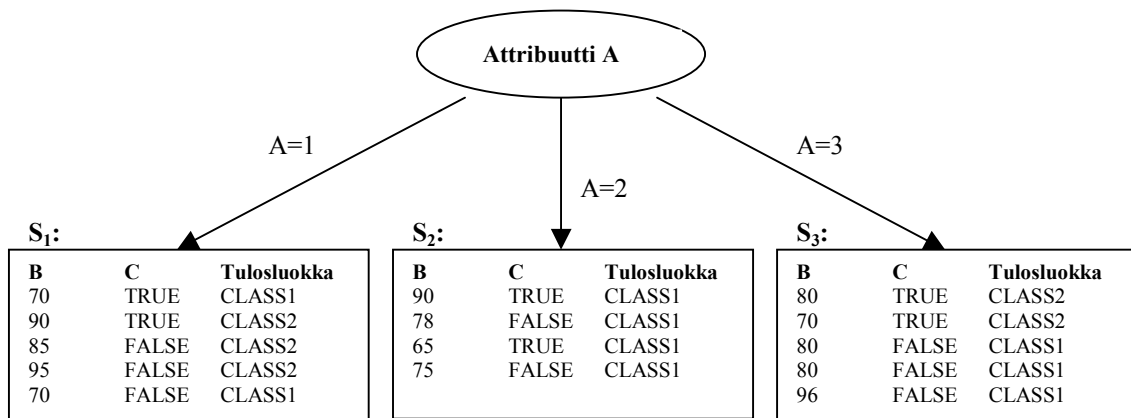 Attribuutti A
A=1
A=2
A=3
S1:
B C Tulosluokka
70 TRUE CLASS1
90 TRUE CLASS2
85 FALSE CLASS2
95 FALSE CLASS2
70 FALSE CLASS1
S2:
B C Tulosluokka
90 TRUE CLASS1
78 FALSE CLASS1
65 TRUE CLASS1
75 FALSE CLASS1
S3:
B C Tulosluokka
80 TRUE CLASS2
70 TRUE CLASS2
80 FALSE CLASS1
80 FALSE CLASS1
96 FALSE CLASS1